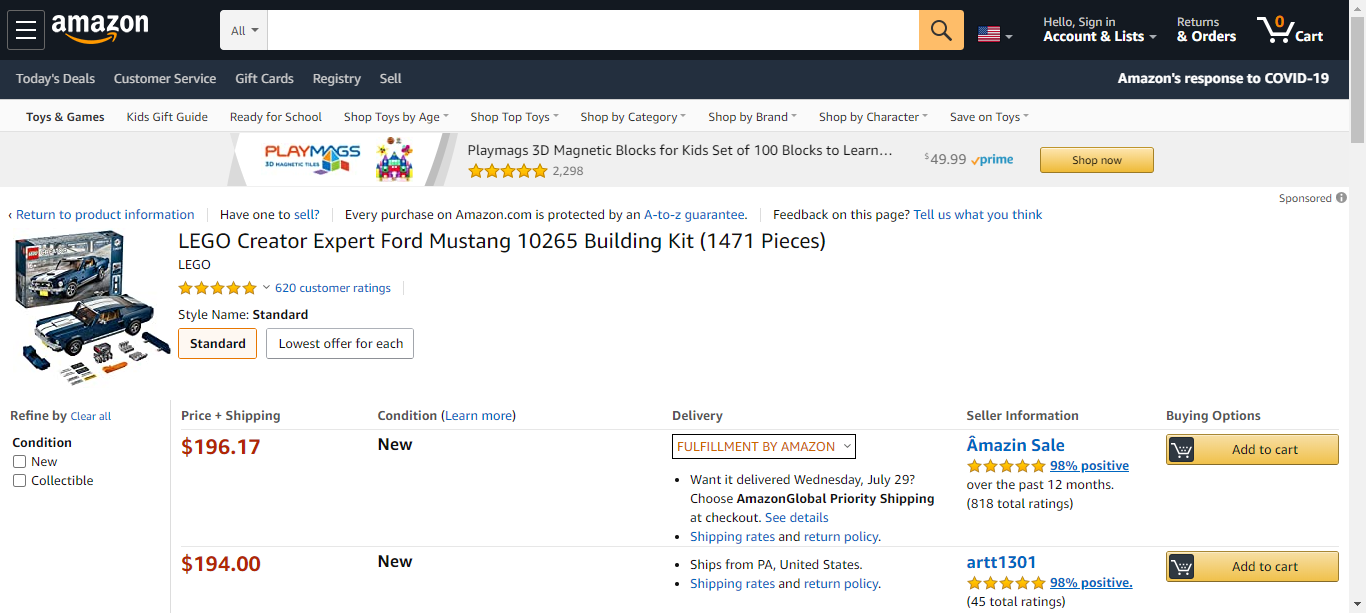 amazon
All
Hello, Sign in
Account & Lists
Returns
& Orders
0
Cart
Today's Deals Customer Service Gift Cards Registry Sell
Amazon's response to COVID-19
Toys & Games Kids Gift Guide Ready for School Shop Toys by Age Shop Top Toys Shop by Category Shop by Brand Shop by Character Save on Toys
PLAYMAGS
3D MAGNETIC TILES
Playmags 3D Magnetic Blocks for Kids Set of 100 Blocks to Learn…
2,298
$49.99 prime
Shop now
Sponsored
‹ Return to product information
Have one to sell?
Every purchase on Amazon.com is protected by an A-to-z guarantee.
Feedback on this page? Tell us what you think
LEGO Creator Expert Ford Mustang 10265 Building Kit (1471 Pieces)
LEGO
620 customer ratings
Style Name: Standard
Standard
Lowest offer for each
Refine by Clear all
Condition
New
Collectible
Price + Shipping Condition (Learn more) Delivery Seller Information Buying Options
$196.17
New
FULFILLMENT BY AMAZON
• Want it delivered Wednesday, July 29?
Choose AmazonGlobal Priority Shipping
at checkout. See details
• Shipping rates and return policy.
Âmazin Sale
98% positive
over the past 12 months.
(818 total ratings)
Add to cart
$194.00
New
• Ships from PA, United States.
• Shipping rates and return policy.
artt1301
98% positive.
(45 total ratings)
Add to cart